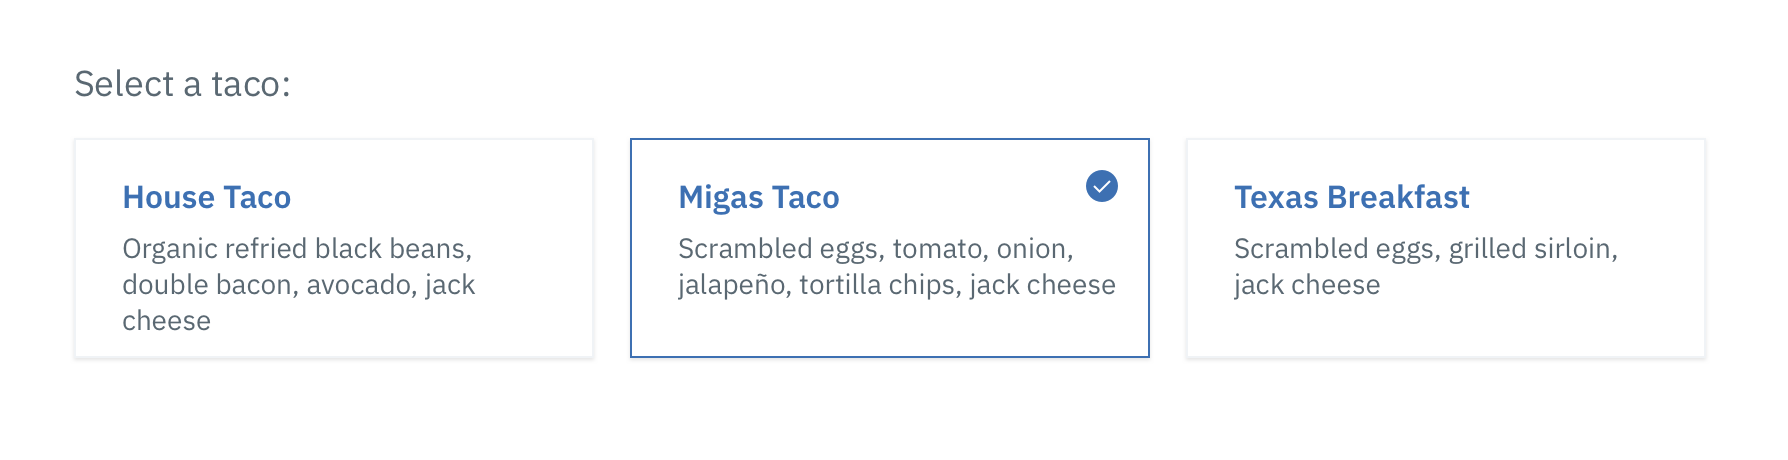 Select a taco:
House Taco
Organic refried black beans,
double bacon, avocado, jack
cheese
Migas Taco
Scrambled eggs, tomato, onion,
jalapeño, tortilla chips, jack cheese
Texas Breakfast
Scrambled eggs, grilled sirloin,
jack cheese